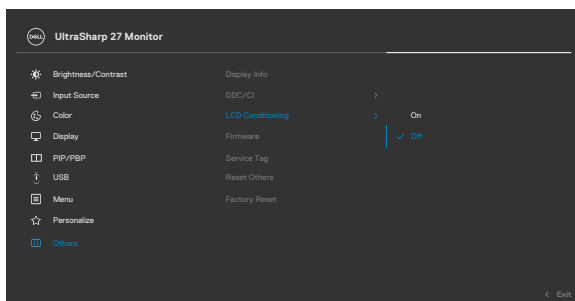 DELL UltraSharp 27 Monitor
Brightness/Contrast Display Info
Input Source DDC/CI >
Color LCD Conditioning > On
Display Firmware ✓ Off
PIP/PBP Service Tag
USB Reset Others
Menu Factory Reset
Personalize
Others
< Exit